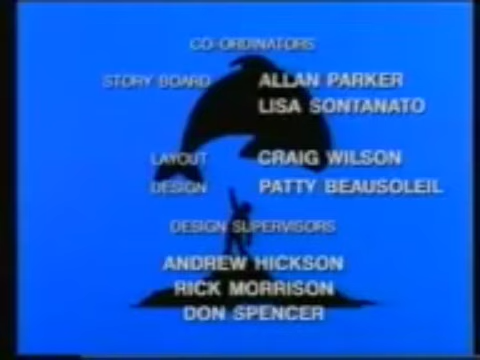 CO-ORDINATORS
STORY BOARD ALLAN PARKER
LISA SONTANATO
LAYOUT CRAIG WILSON
DESIGN PATTY BEAUSOLEIL
DESIGN SUPERVISORS
ANDREW HICKSON
RICK MORRISON
DON SPENCER